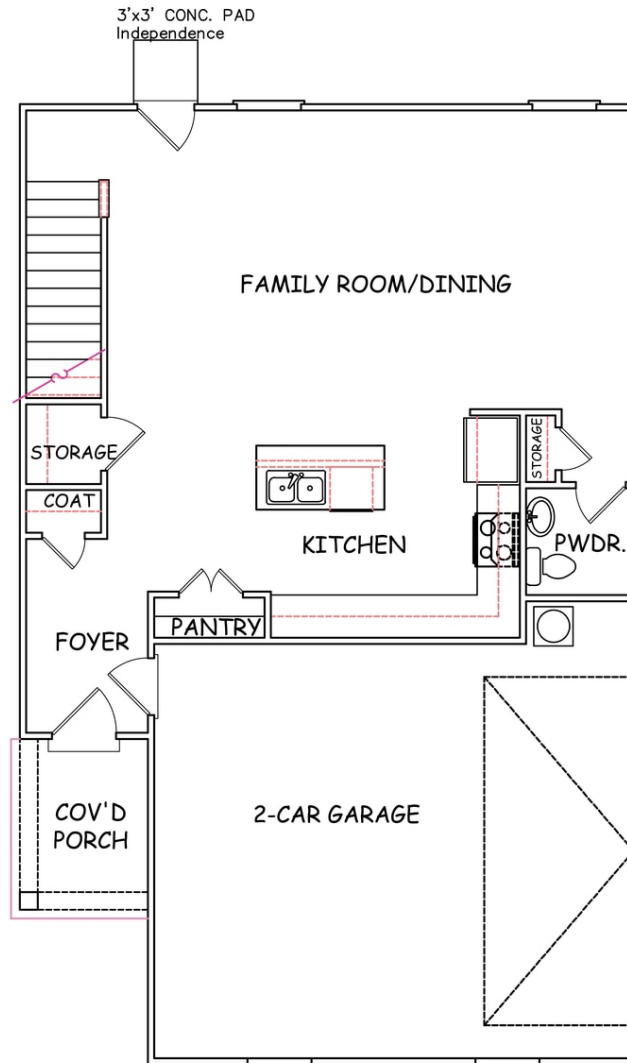 3'x3' CONC. PAD
Independence
FAMILY ROOM/DINING
STORAGE
STORAGE
COAT
KITCHEN
PWDR.
PANTRY
FOYER
COV'D
PORCH
2-CAR GARAGE